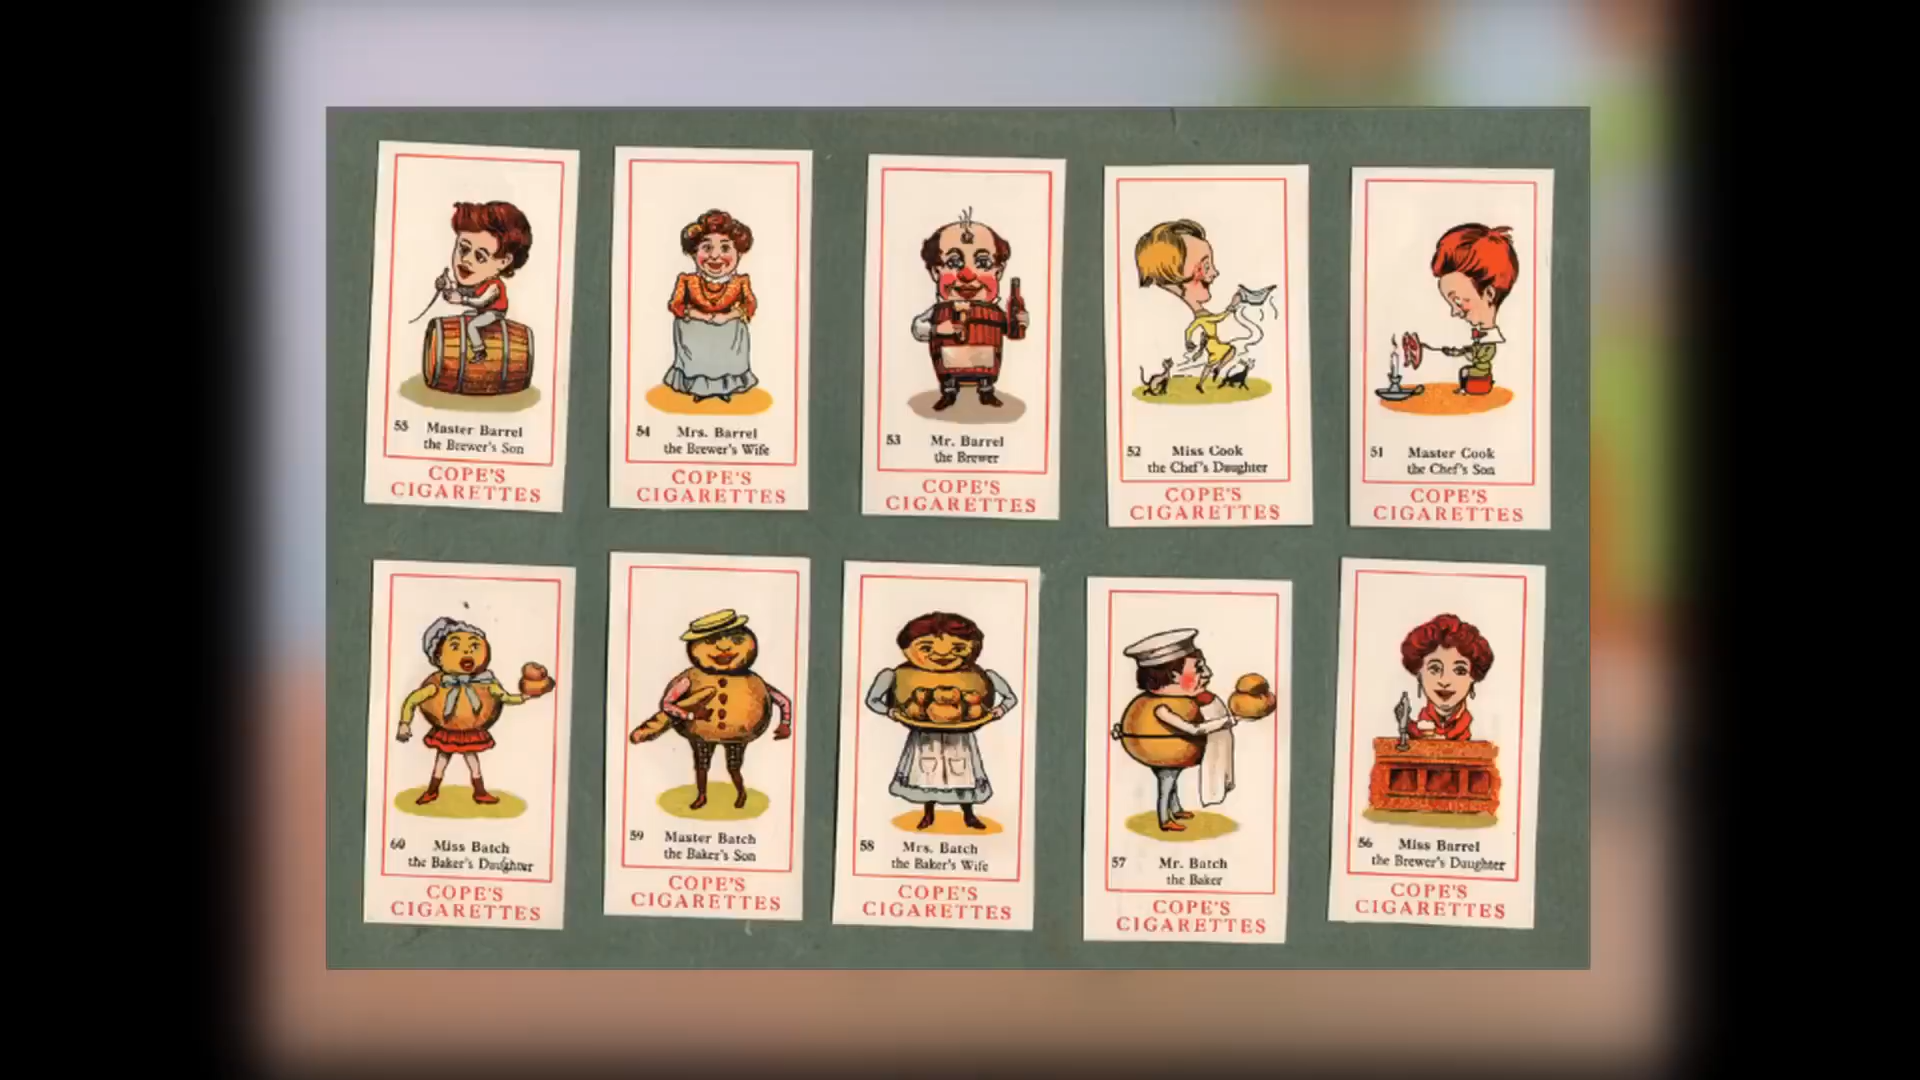 55 Master Barrel
the Brewer's Son
COPE'S
CIGARETTES
54 Mrs. Barrel
the Brewer's Wife
COPE'S
CIGARETTES
53 Mr. Barrel
the Brewer
COPE'S
CIGARETTES
52 Miss Cook
the Chef's Daughter
COPE'S
CIGARETTES
51 Master Cook
the Chef's Son
COPE'S
CIGARETTES
60 Miss Batch
the Baker's Daughter
COPE'S
CIGARETTES
59 Master Batch
the Baker's Son
COPE'S
CIGARETTES
58 Mrs. Batch
the Baker's Wife
COPE'S
CIGARETTES
57 Mr. Batch
the Baker
COPE'S
CIGARETTES
56 Miss Barrel
the Brewer's Daughter
COPE'S
CIGARETTES